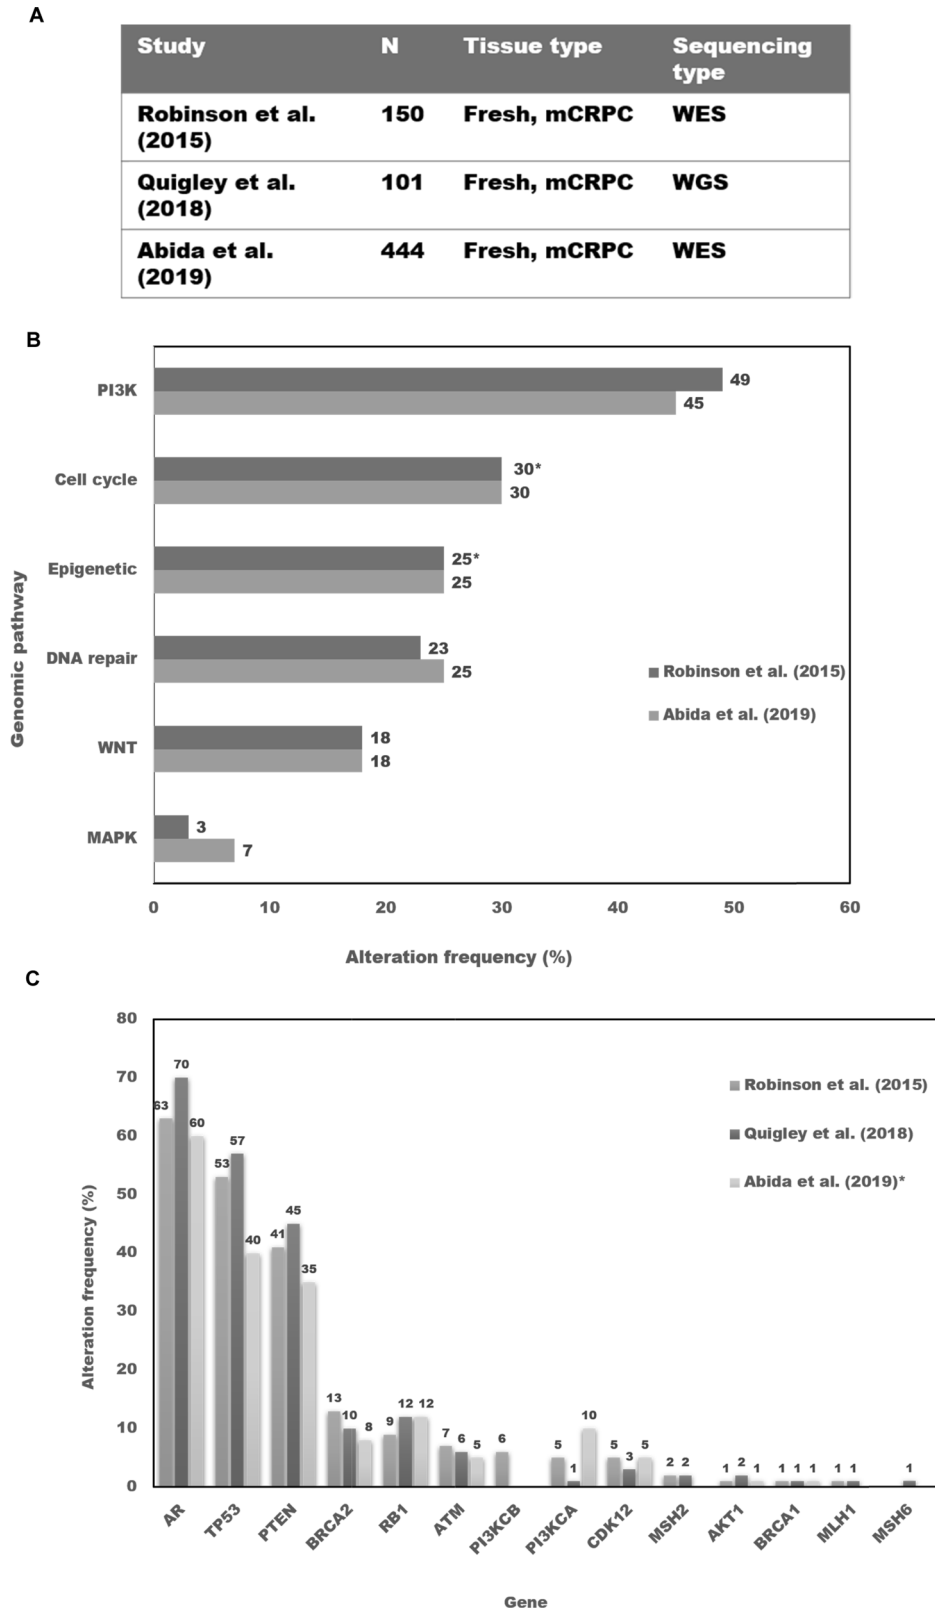 A
Study N Tissue type Sequencing type
Robinson et al. (2015) 150 Fresh, mCRPC WES
Quigley et al. (2018) 101 Fresh, mCRPC WGS
Abida et al. (2019) 444 Fresh, mCRPC WES
B
Genomic pathway
PI3K 49
45
Cell cycle 30*
30
Epigenetic 25*
25
DNA repair 23
25
WNT 18
18
MAPK 3
7
Robinson et al. (2015)
Abida et al. (2019)
0 10 20 30 40 50 60
Alteration frequency (%)
C
Alteration frequency (%)
80
70
60
50
40
30
20
10
0
63 70 60
53 57 40
41 45 35
13 10 8
9 12 12
7 6 5
6
5 1 10
5 3 5
2 2
1 2 1
1 1 1
1 1
1
Robinson et al. (2015)
Quigley et al. (2018)
Abida et al. (2019)*
AR TP53 PTEN BRCA2 RB1 ATM PI3KCB PI3KCA CDK12 MSH2 AKT1 BRCA1 MLH1 MSH6
Gene